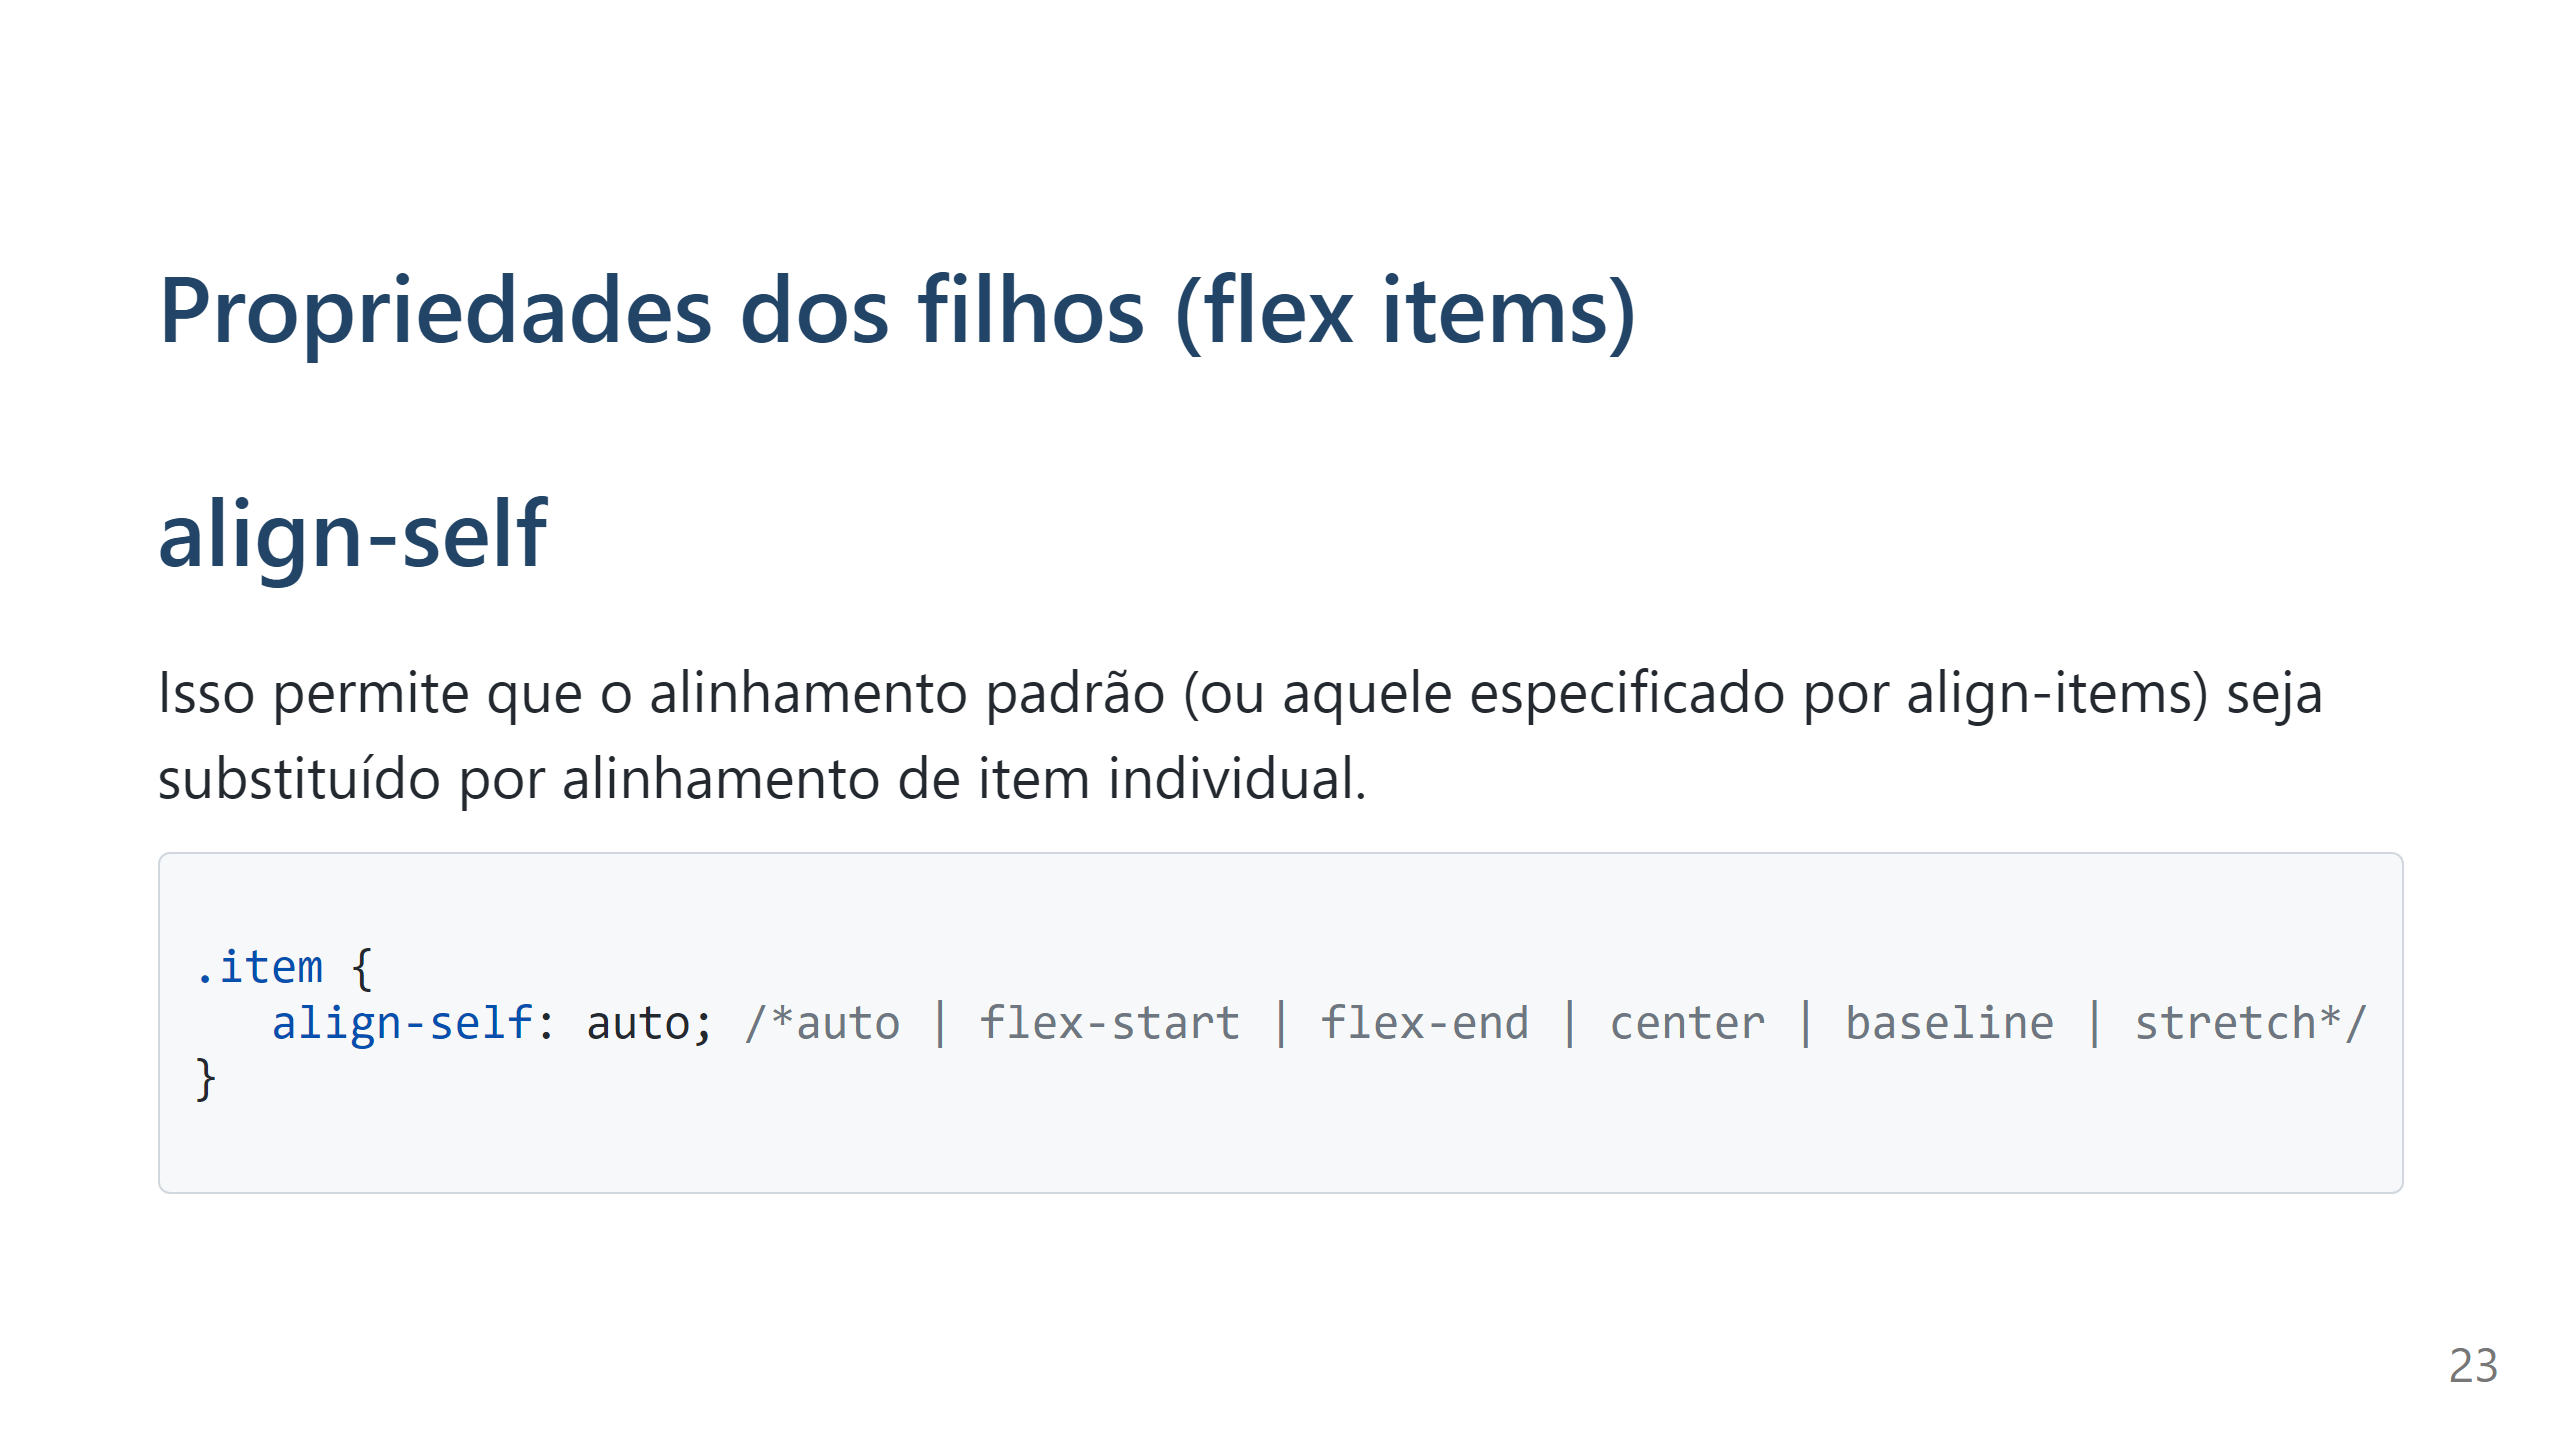 Propriedades dos filhos (flex items)
align-self
Isso permite que o alinhamento padrão (ou aquele especificado por align-items) seja
substituído por alinhamento de item individual.
.item {
   align-self: auto; /*auto | flex-start | flex-end | center | baseline | stretch*/
}
23